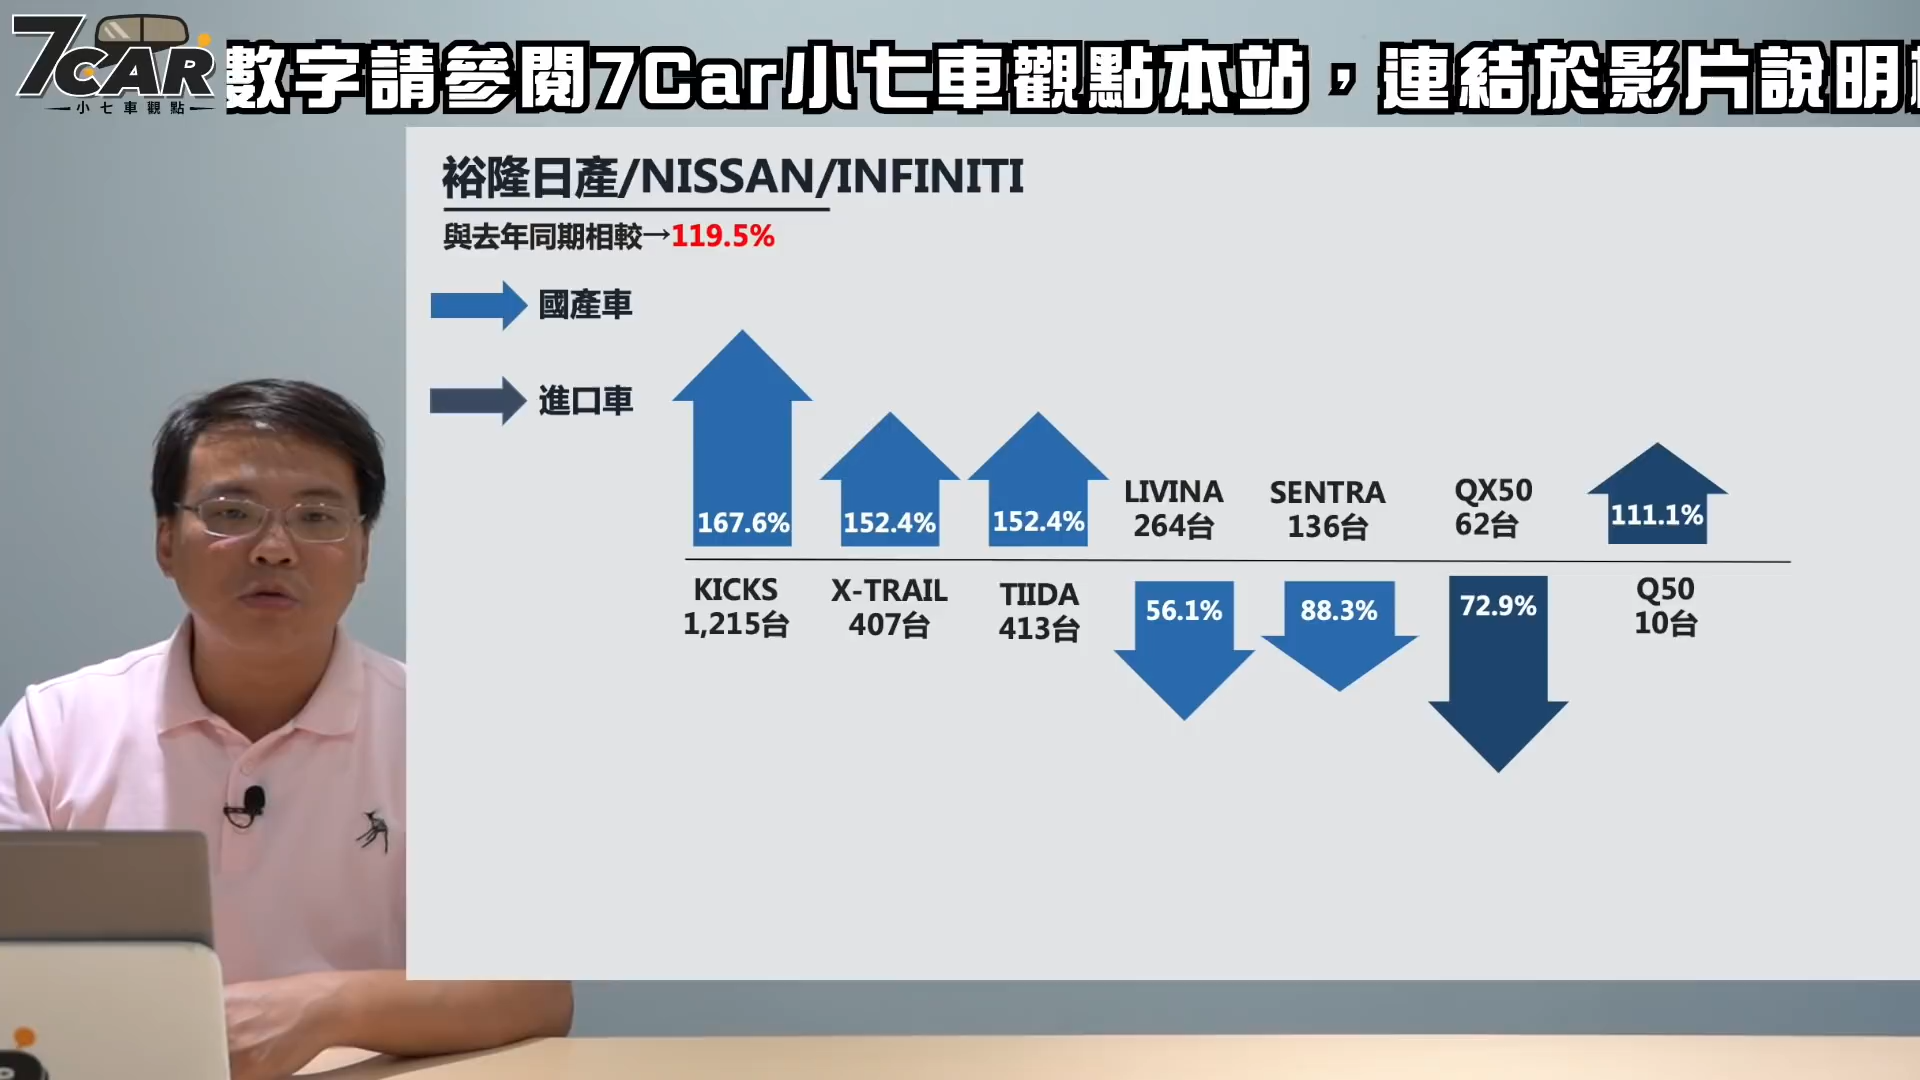 7CAR
小七車觀點
數字請參閱7Car小七車觀點本站，連結於影片說明
裕隆日產/NISSAN/INFINITI
與去年同期相較→119.5%
國產車
進口車
167.6%
152.4%
152.4%
LIVINA
264台
SENTRA
136台
QX50
62台
111.1%
KICKS
1,215台
X-TRAIL
407台
TIIDA
413台
56.1%
88.3%
72.9%
Q50
10台